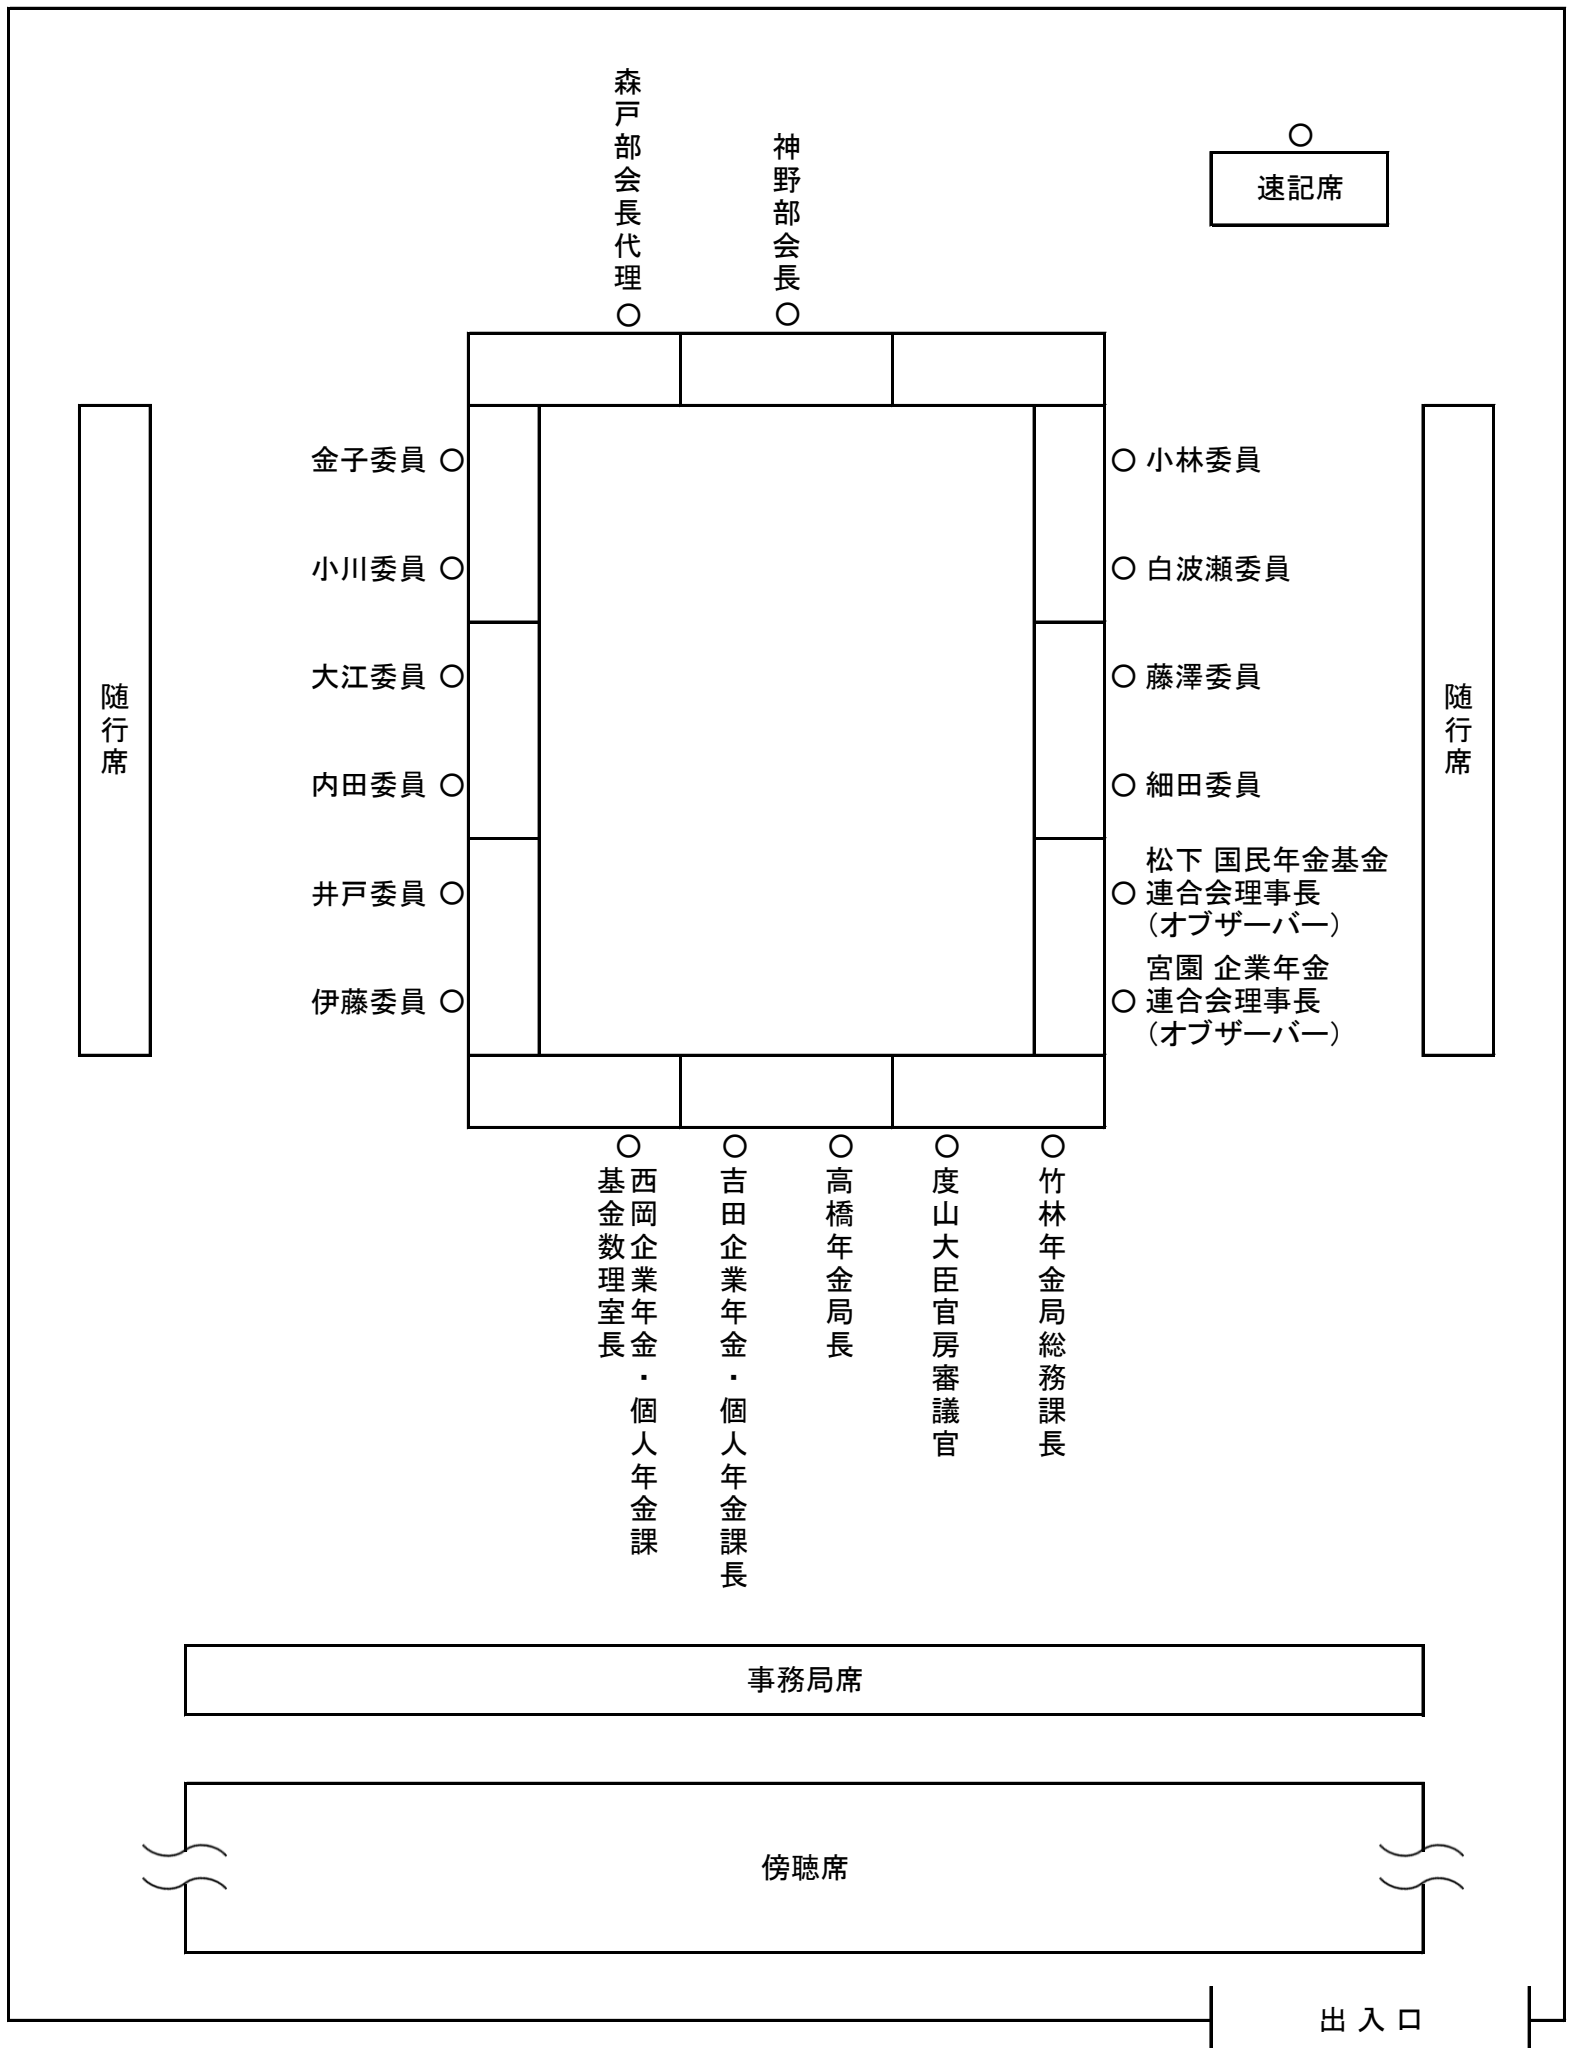 森戸部会長代理
神野部会長
速記席
金子委員
小川委員
大江委員
内田委員
井戸委員
伊藤委員
小林委員
白波瀬委員
藤澤委員
細田委員
松下 国民年金基金
連合会理事長
（オブザーバー）
宮園 企業年金
連合会理事長
（オブザーバー）
随行席
随行席
西岡企業年金・個人年金課
基金数理室長
吉田企業年金・個人年金課長
高橋年金局長
度山大臣官房審議官
竹林年金局総務課長
事務局席
傍聴席
出入口